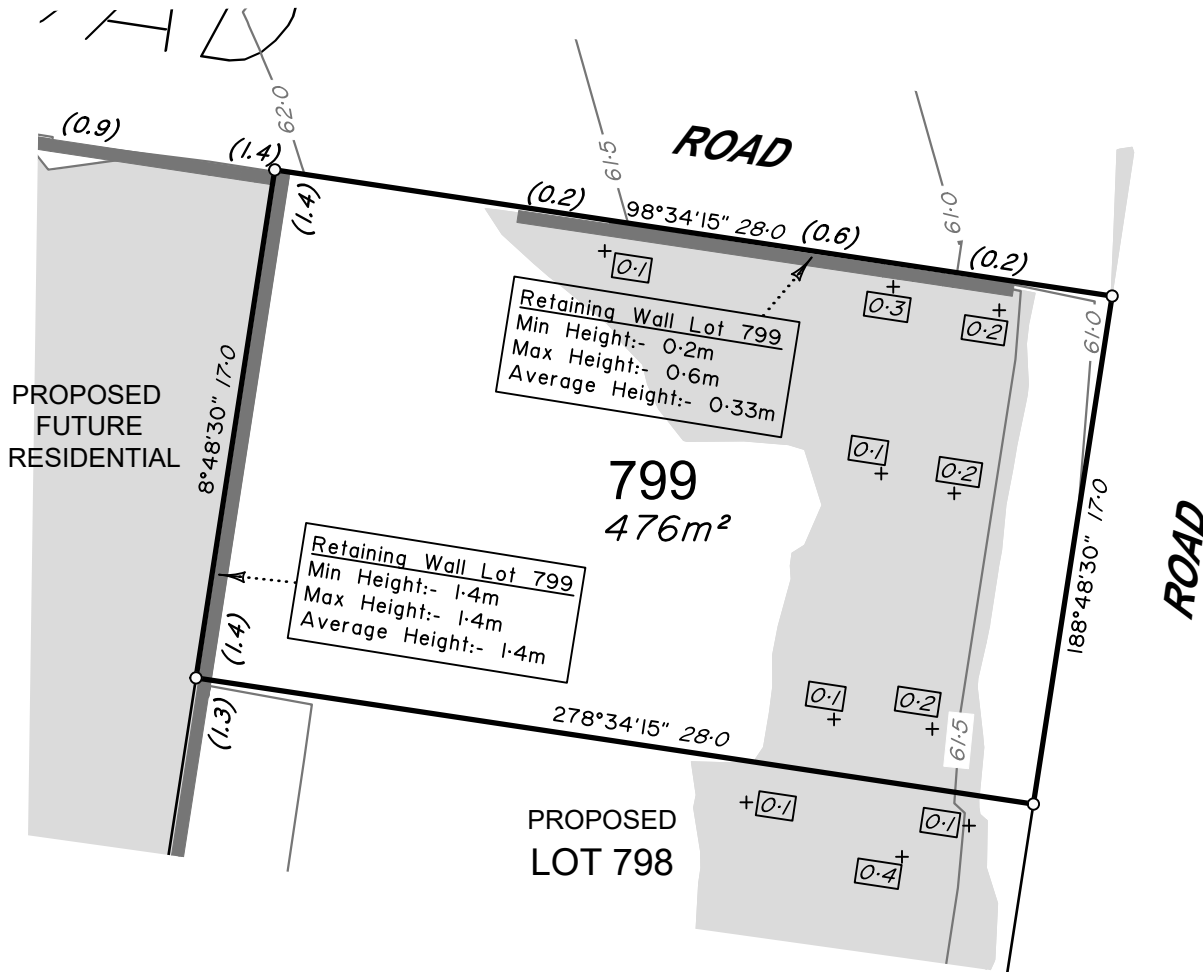 AD
62·0
61·5
61·0
ROAD
(0.9)
(1.4)
(1.4)
(0.2)
98°34'15" 28·0
(0.6)
(0.2)
0·1
0·3
0·2
61·0
Retaining Wall Lot 799
Min Height:- 0·2m
Max Height:- 0·6m
Average Height:- 0·33m
PROPOSED
FUTURE
RESIDENTIAL
8°48'30" 17·0
799
476m²
0·1
0·2
188°48'30" 17·0
ROAD
Retaining Wall Lot 799
Min Height:- 1·4m
Max Height:- 1·4m
Average Height:- 1·4m
(1.4)
(1.3)
278°34'15" 28·0
0·1
0·2
61·5
PROPOSED
LOT 798
0·1
0·1
0·4